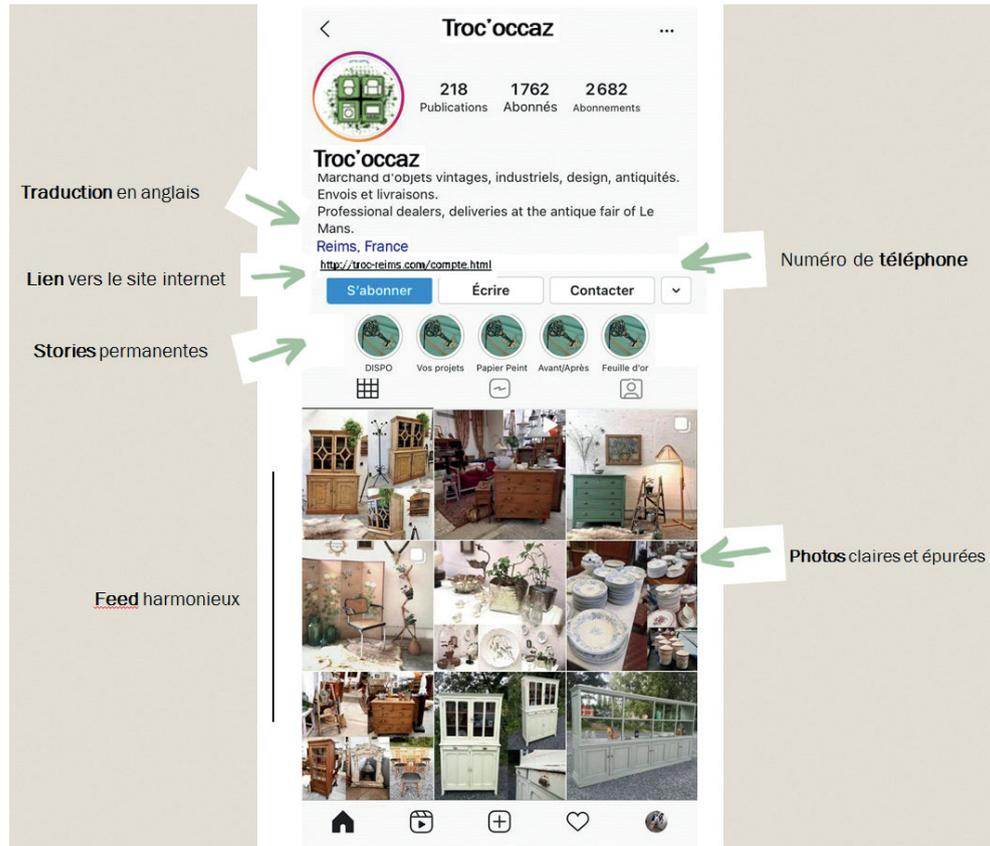 Troc'occaz
218
1762
2682
Publications
Abonnés
Abonnements
Troc'occaz
Marchand d'objets vintages, industriels, design, antiquités.
Envois et livraisons.
Professional dealers, deliveries at the antique fair of Le
Mans.
Reims, France
http://troc-reims.com/compte.html
S'abonner
Écrire
Contacter
DISPO
Vos projets
Papier Peint
Avant/Après
Feuille d'or
Traduction en anglais
Lien vers le site internet
Stories permanentes
Feed harmonieux
Numéro de téléphone
Photos claires et épurées